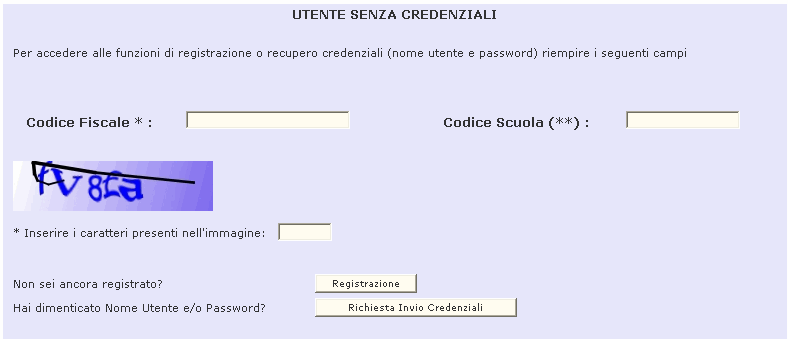 UTENTE SENZA CREDENZIALI
Per accedere alle funzioni di registrazione o recupero credenziali (nome utente e password) riempire i seguenti campi
Codice Fiscale * : Codice Scuola (**) :
* Inserire i caratteri presenti nell'immagine:
Non sei ancora registrato? Registrazione
Hai dimenticato Nome Utente e/o Password? Richiesta Invio Credenziali